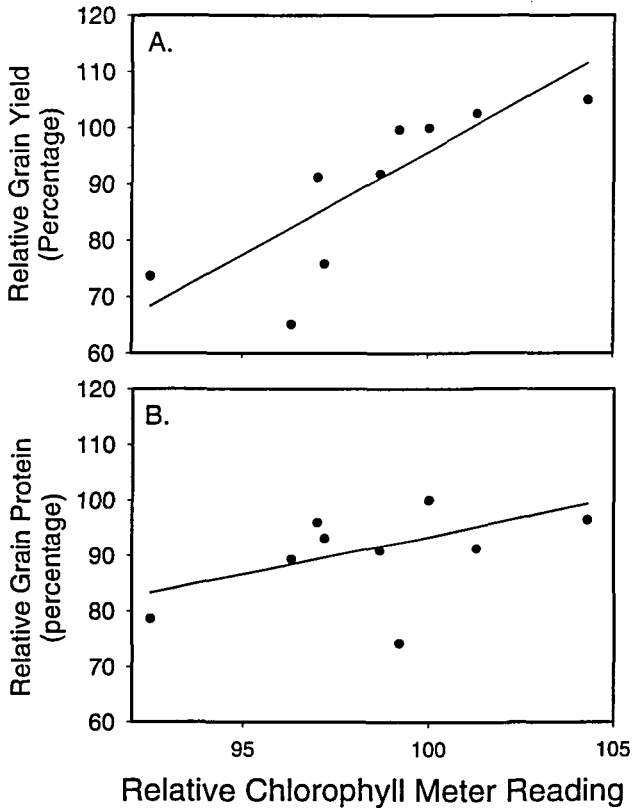 120
A.
110
100
90
80
70
60
Relative Grain Yield
(Percentage)
120
B.
110
100
90
80
70
60
Relative Grain Protein
(percentage)
95
100
105
Relative Chlorophyll Meter Reading